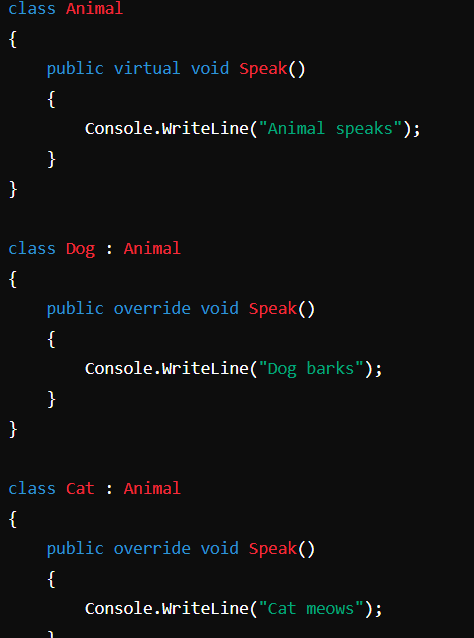 class Animal
{
    public virtual void Speak()
    {
        Console.WriteLine("Animal speaks");
    }
}

class Dog : Animal
{
    public override void Speak()
    {
        Console.WriteLine("Dog barks");
    }
}

class Cat : Animal
{
    public override void Speak()
    {
        Console.WriteLine("Cat meows");
    }